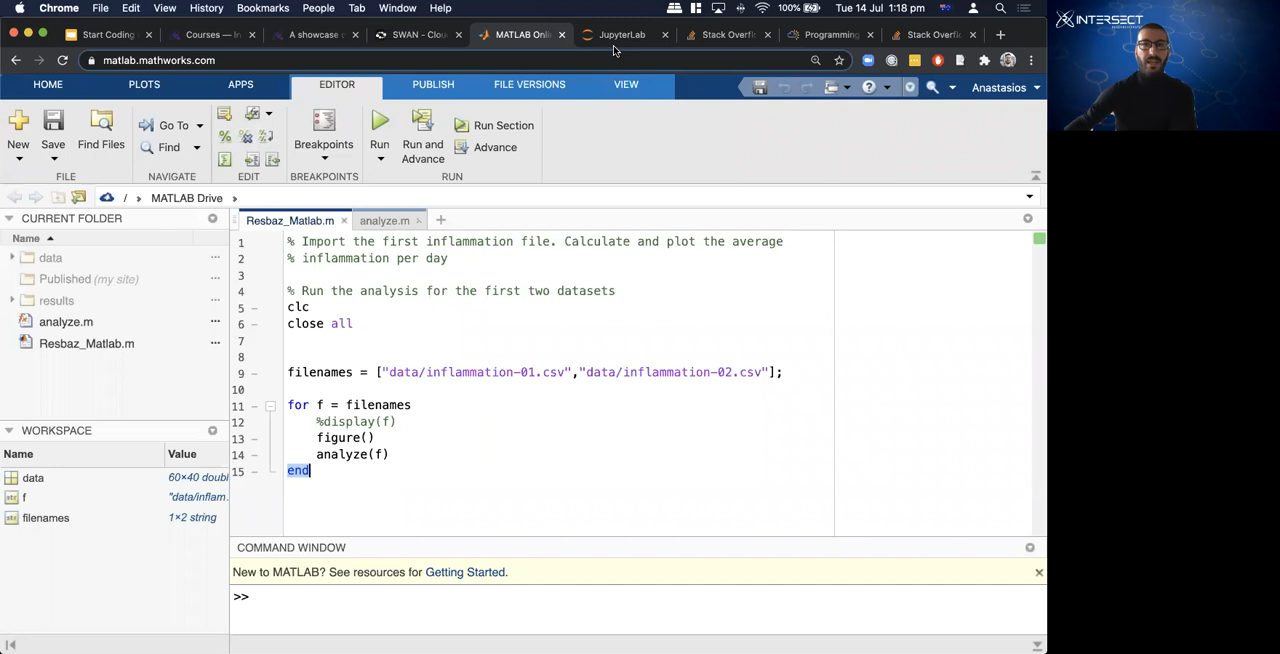 Chrome File Edit View History Bookmarks People Tab Window Help 100% Tue 14 Jul 1:18 pm
Start Coding Courses — In A showcase c SWAN - Clou MATLAB Onli JupyterLab Stack Overfl Programming Stack Overfl
matlab.mathworks.com
HOME PLOTS APPS EDITOR PUBLISH FILE VERSIONS VIEW Anastasios
New Save Find Files Go To Find Breakpoints Run Run and Advance Run Section Advance
FILE NAVIGATE EDIT BREAKPOINTS RUN
/ MATLAB Drive
CURRENT FOLDER
Name
data
Published (my site)
results
analyze.m
Resbaz_Matlab.m
WORKSPACE
Name Value
data 60×40 doubl
f "data/inflam.
filenames 1×2 string
Resbaz_Matlab.m analyze.m
1 % Import the first inflammation file. Calculate and plot the average
2 % inflammation per day
3
4 % Run the analysis for the first two datasets
5 clc
6 close all
7
8
9 filenames = ["data/inflammation-01.csv","data/inflammation-02.csv"];
10
11 for f = filenames
12 %display(f)
13 figure()
14 analyze(f)
15 end
COMMAND WINDOW
New to MATLAB? See resources for Getting Started.
>>
INTERSECT